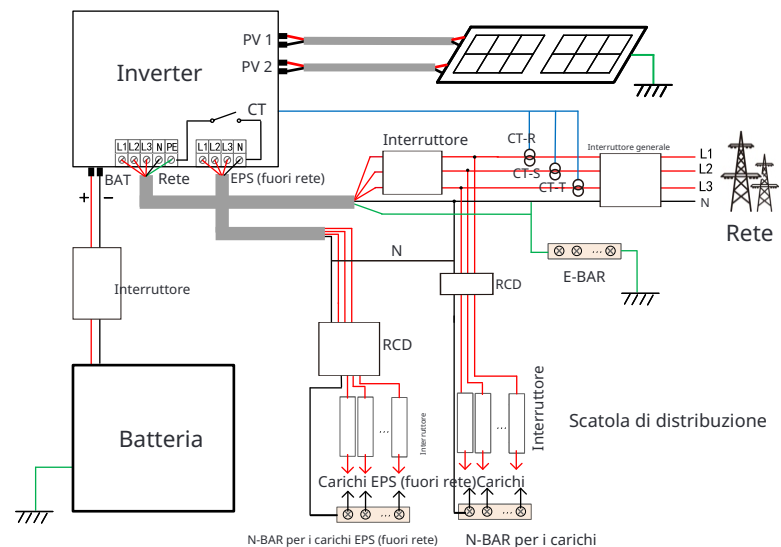 PV 1
Inverter
PV 2
CT
L1 L2 L3 N PE
L1 L2 L3 N
BAT
Rete
EPS (fuori rete)
+ −
Interruttore
CT-R
CT-S
CT-T
Interruttore generale
L1
L2
L3
N
Rete
N
E-BAR
...
Interruttore
RCD
RCD
Interruttore
Interruttore
...
...
Batteria
Scatola di distribuzione
Carichi EPS (fuori rete)
Carichi
...
...
N-BAR per i carichi EPS (fuori rete)
N-BAR per i carichi